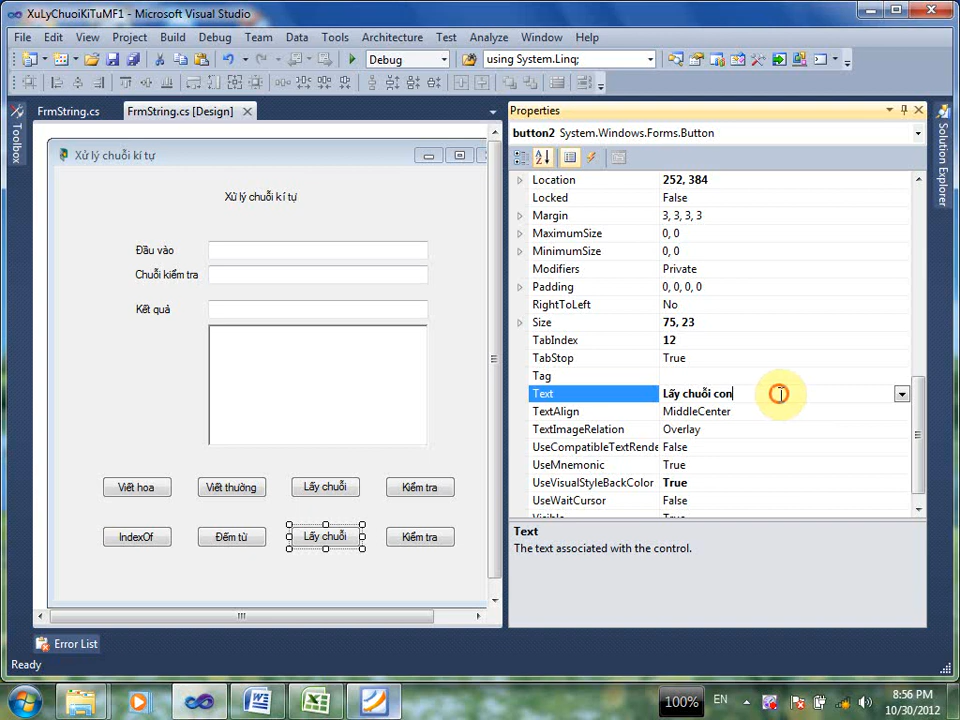 XuLyChuoiKiTuMF1 - Microsoft Visual Studio
File Edit View Project Build Debug Team Data Tools Architecture Test Analyze Window Help
Debug using System.Linq;
FrmString.cs FrmString.cs [Design] Properties
Toolbox
Solution Explorer
button2 System.Windows.Forms.Button
Xử lý chuỗi kí tự
Xử lý chuỗi kí tự
Đầu vào
Chuỗi kiểm tra
Kết quả
Viết hoa Viết thường Lấy chuỗi Kiểm tra
IndexOf Đếm từ Lấy chuỗi Kiểm tra
Location 252, 384
Locked False
Margin 3, 3, 3, 3
MaximumSize 0, 0
MinimumSize 0, 0
Modifiers Private
Padding 0, 0, 0, 0
RightToLeft No
Size 75, 23
TabIndex 12
TabStop True
Tag
Text Lấy chuỗi con
TextAlign MiddleCenter
TextImageRelation Overlay
UseCompatibleTextRende False
UseMnemonic True
UseVisualStyleBackColor True
UseWaitCursor False
Visible True
Text
The text associated with the control.
Error List
Ready
100% EN 8:56 PM
10/30/2012